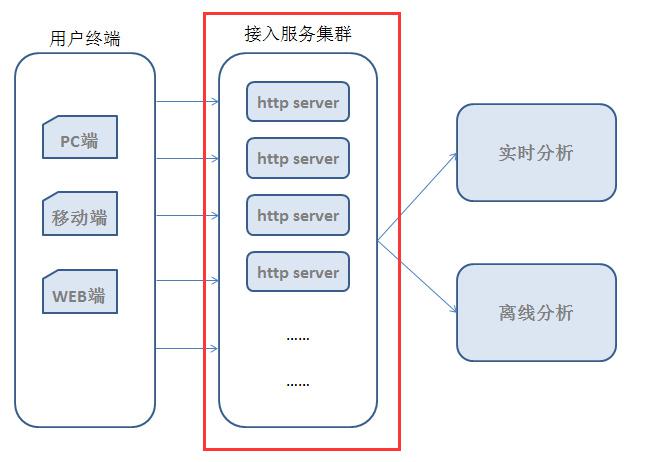 用户终端
PC端
移动端
WEB端
接入服务集群
http server
http server
http server
http server
......
......
实时分析
离线分析